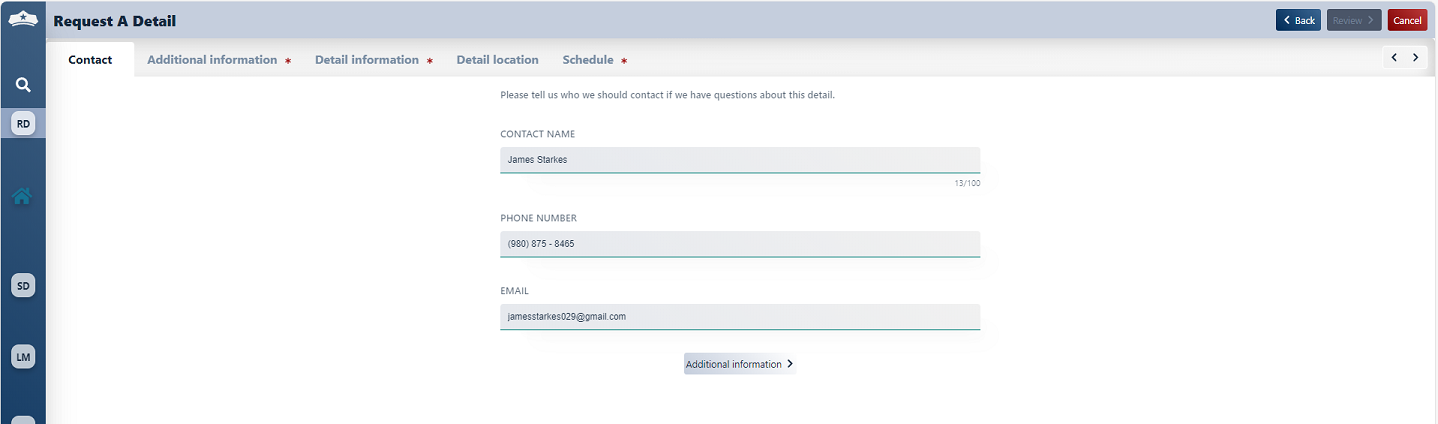 Request A Detail
Back
Review
Cancel
Contact
Additional information *
Detail information *
Detail location
Schedule *
RD
SD
LM
Please tell us who we should contact if we have questions about this detail.
CONTACT NAME
James Starkes
13/100
PHONE NUMBER
(980) 875 - 8465
EMAIL
jamesstarkes029@gmail.com
Additional information